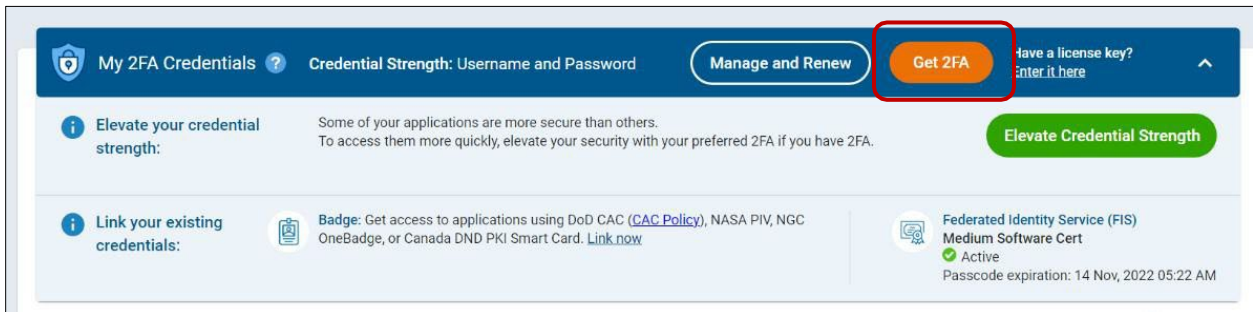 My 2FA Credentials ? Credential Strength: Username and Password Manage and Renew Get 2FA Have a license key?
Enter it here
Elevate your credential
strength:
Some of your applications are more secure than others.
To access them more quickly, elevate your security with your preferred 2FA if you have 2FA.
Elevate Credential Strength
Link your existing
credentials:
Badge: Get access to applications using DoD CAC (CAC Policy), NASA PIV, NGC
OneBadge, or Canada DND PKI Smart Card. Link now
Federated Identity Service (FIS)
Medium Software Cert
Active
Passcode expiration: 14 Nov, 2022 05:22 AM